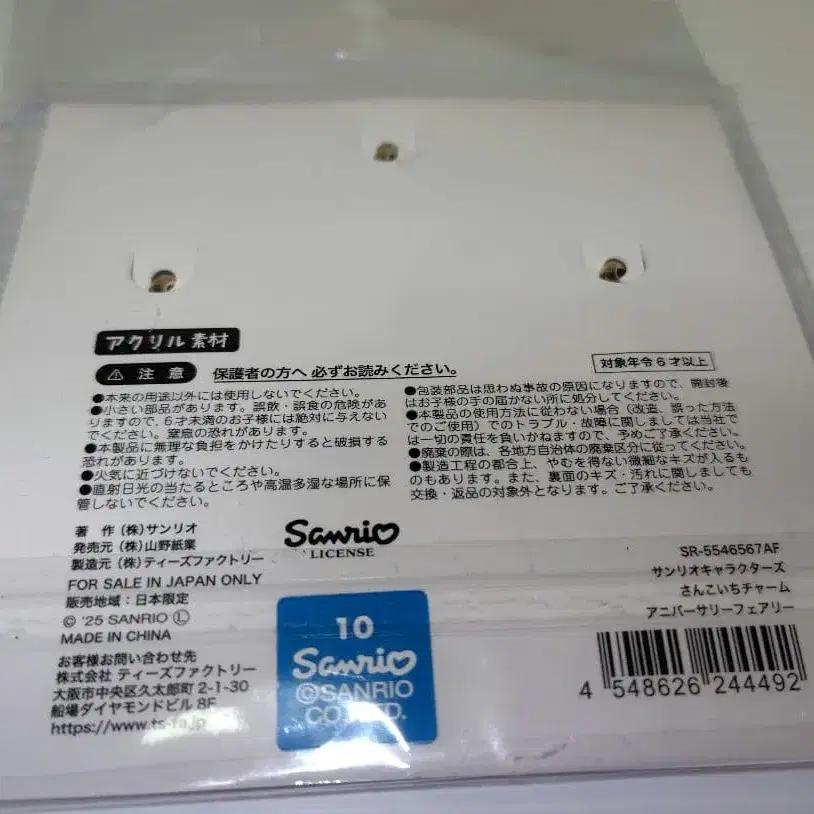 アクリル素材
⚠ 注意 保護者の方へ 必ずお読みください。
対象年令6才以上
●本来の用途以外には使用しないでください。
●小さい部品があります。誤飲・誤食の危険があ
りますので、6才未満のお子様には絶対に与えない
でください。窒息の恐れがあります。
●本製品に無理な負担をかけたりすると破損する
恐れがあります。
●火気に近づけないでください。
●直射日光の当たるところや高温多湿な場所に保
管しないでください。
●包装部品は思わぬ事故の原因になりますので、開封後
はお子様の手の届かない所に処分してください。
●本製品の使用方法に従わない場合（改造、誤った方法
でのご使用）でのトラブル・故障に関しましては当社で
は一切の責任を負いかねますので、予めご了承ください。
●廃棄の際は、各地方自治体の廃棄区分に従ってください。
●製造工程の都合上、やむを得ない微細なキズが入るも
のもあります。また、裏面のキズ・汚れに関しましても
交換・返品の対象外となります。ご了承ください。
著 作（株）サンリオ
発売元（株）山野紙業
製造元（株）ティーズファクトリー
FOR SALE IN JAPAN ONLY
販売地域：日本限定
© '25 SANRIO Ⓛ
MADE IN CHINA
お客様お問い合わせ先
株式会社 ティーズファクトリー
大阪市中央区久太郎町 2-1-30
船場ダイヤモンドビル 8F
https://www.ts-fa.jp
Sanrio
LICENSE
10
Sanrio
©SANRIO
CO., LTD.
SR-5546567AF
サンリオキャラクターズ
さんこいちチャーム
アニバーサリーフェアリー
4 548626 244492